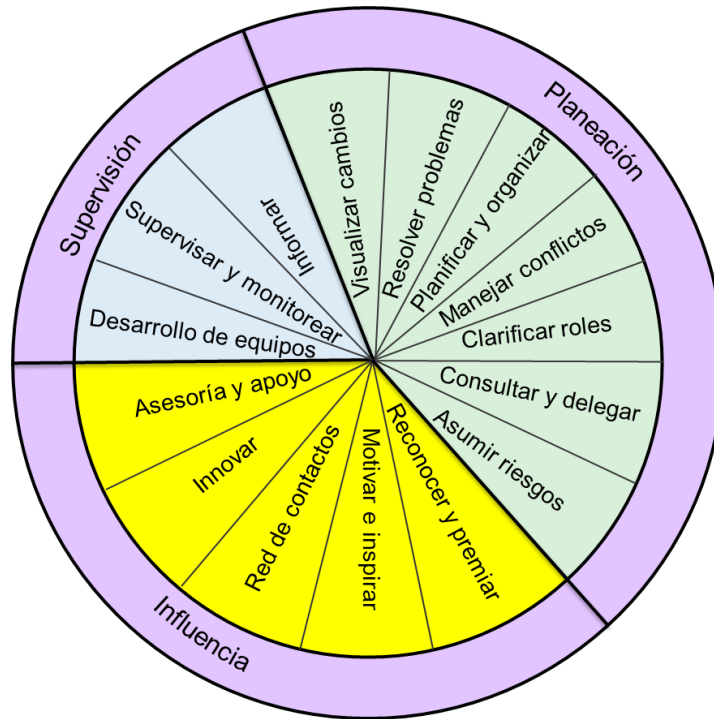 Planeación
Visualizar cambios
Resolver problemas
Planificar y organizar
Manejar conflictos
Clarificar roles
Consultar y delegar
Asumir riesgos
Influencia
Reconocer y premiar
Motivar e inspirar
Red de contactos
Innovar
Asesoría y apoyo
Supervisión
Desarrollo de equipos
Supervisar y monitorear
Informar